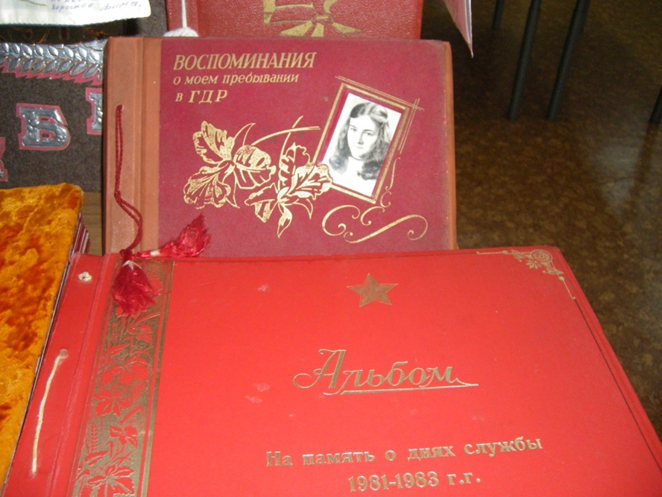 ВОСПОМИНАНИЯ
о моем пребывании
в ГДР
Альбом
На память о днях службы
1981-1983 г.г.